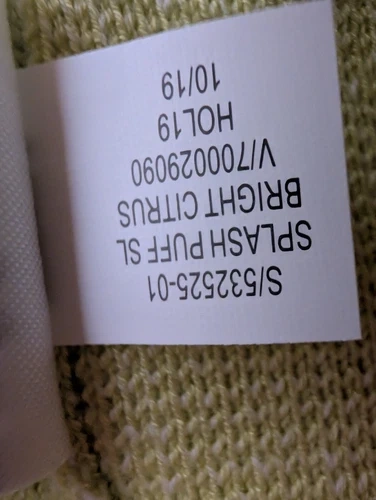 S/532525-01
SPLASH PUFF SL
BRIGHT CITRUS
V/700029090
HOL19
10/19